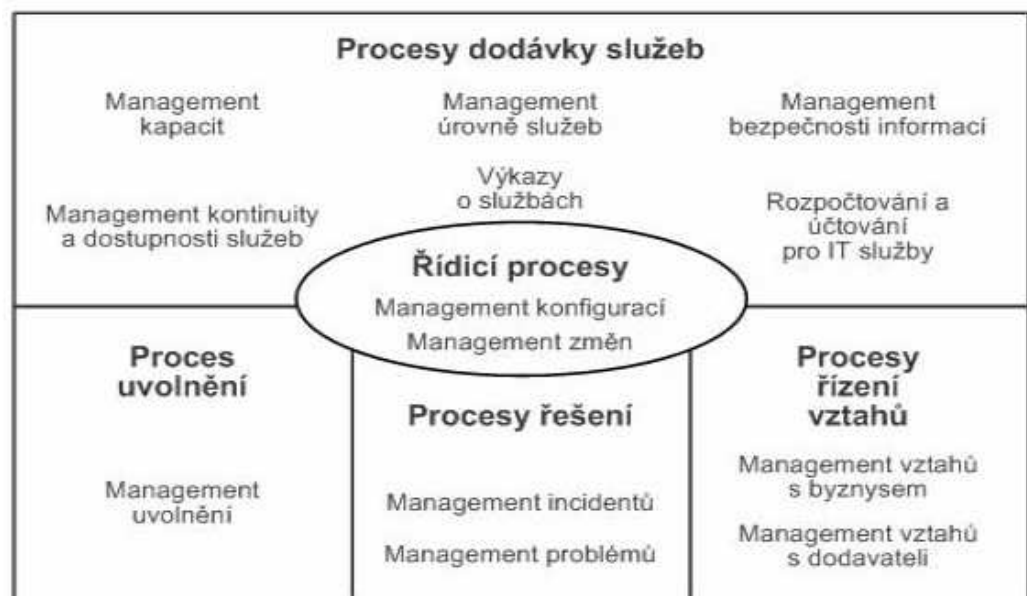 Procesy dodávky služeb
Management
kapacit
Management
úrovně služeb
Management
bezpečnosti informací
Management kontinuity
a dostupnosti služeb
Výkazy
o službách
Rozpočtování a
účtování
pro IT služby
Řídicí procesy
Management konfigurací
Management změn
Proces
uvolnění
Management
uvolnění
Procesy řešení
Management incidentů
Management problémů
Procesy
řízení
vztahů
Management vztahů
s byznysem
Management vztahů
s dodavateli